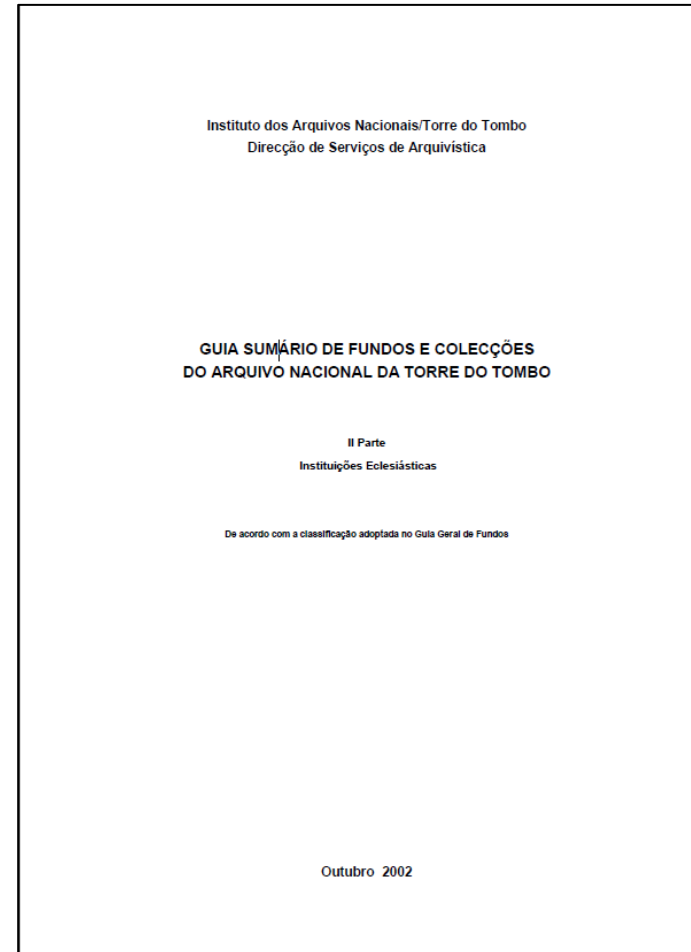 Instituto dos Arquivos Nacionais/Torre do Tombo
Direcção de Serviços de Arquivística
GUIA SUMÁRIO DE FUNDOS E COLECÇÕES
DO ARQUIVO NACIONAL DA TORRE DO TOMBO
II Parte
Instituições Eclesiásticas
De acordo com a classificação adoptada no Guia Geral de Fundos
Outubro 2002